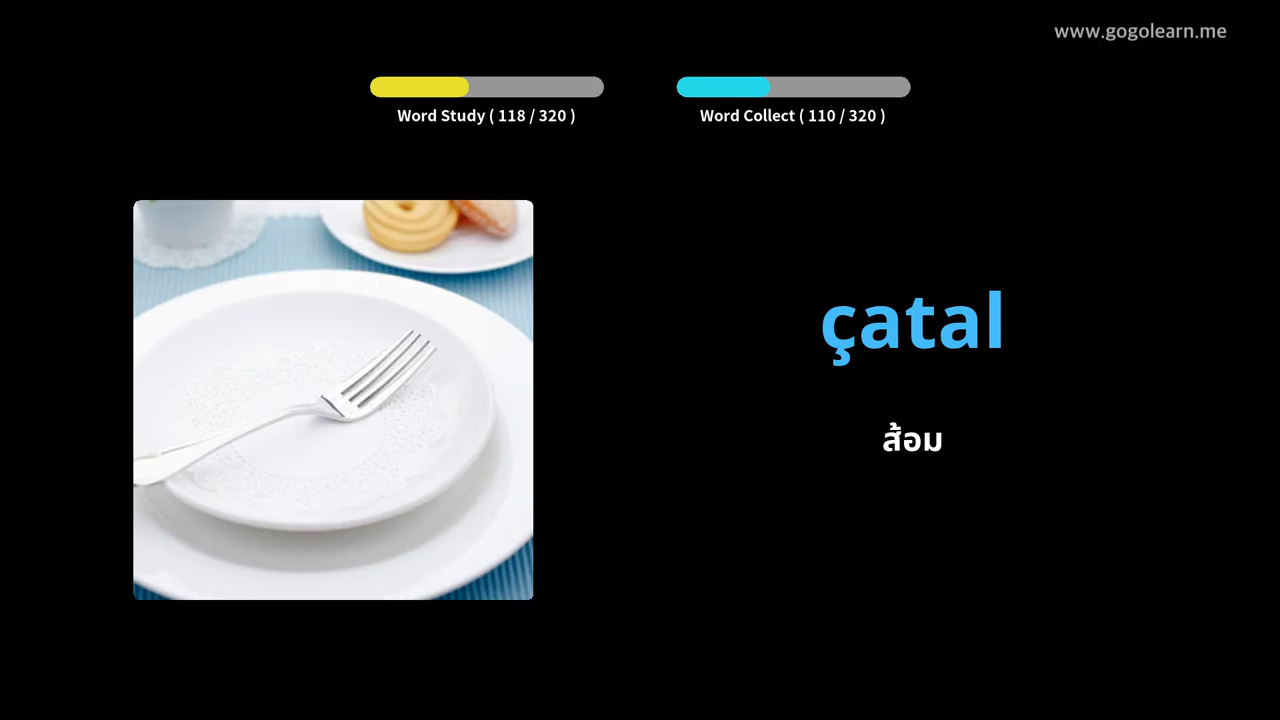 www.gogolearn.me
Word Study ( 118 / 320 )
Word Collect ( 110 / 320 )
çatal
ส้อม